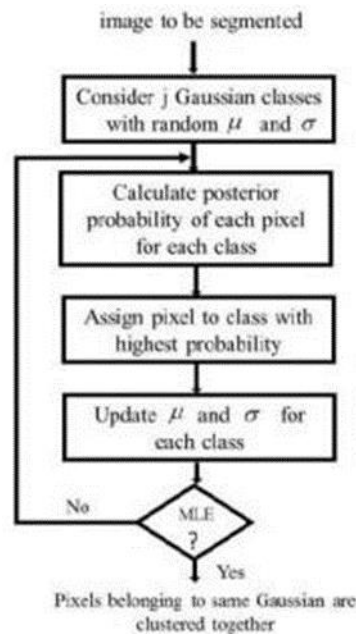 image to be segmented
Consider j Gaussian classes
with random μ and σ
Calculate posterior
probability of each pixel
for each class
Assign pixel to class with
highest probability
Update μ and σ for
each class
No
MLE
?
Yes
Pixels belonging to same Gaussian are
clustered together